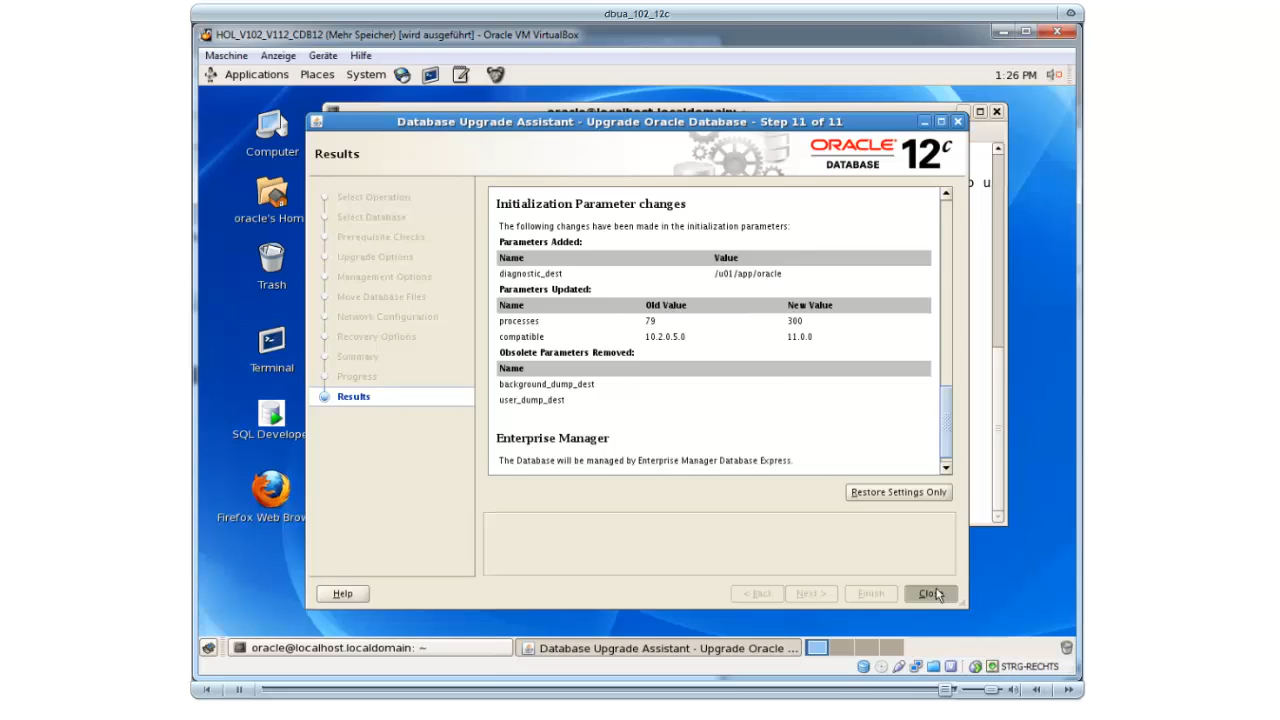 dbua_102_12c
HOL_V102_V112_CDB12 (Mehr Speicher) [wird ausgeführt] - Oracle VM VirtualBox
Maschine Anzeige Geräte Hilfe
Applications Places System 1:26 PM
Database Upgrade Assistant - Upgrade Oracle Database - Step 11 of 11
Results
ORACLE
DATABASE
12c
Computer
oracle's Hom
Trash
Terminal
SQL Develope
Firefox Web Brow
Select Operation
Select Database
Prerequisite Checks
Upgrade Options
Management Options
Move Database Files
Network Configuration
Recovery Options
Summary
Progress
Results
Initialization Parameter changes
The following changes have been made in the initialization parameters:
Parameters Added:
Name Value
diagnostic_dest /u01/app/oracle
Parameters Updated:
Name Old Value New Value
processes 79 300
compatible 10.2.0.5.0 11.0.0
Obsolete Parameters Removed:
Name
background_dump_dest
user_dump_dest
Enterprise Manager
The Database will be managed by Enterprise Manager Database Express.
Restore Settings Only
Help < Back Next > Finish Close
oracle@localhost.localdomain: ~ Database Upgrade Assistant - Upgrade Oracle ...
STRG-RECHTS